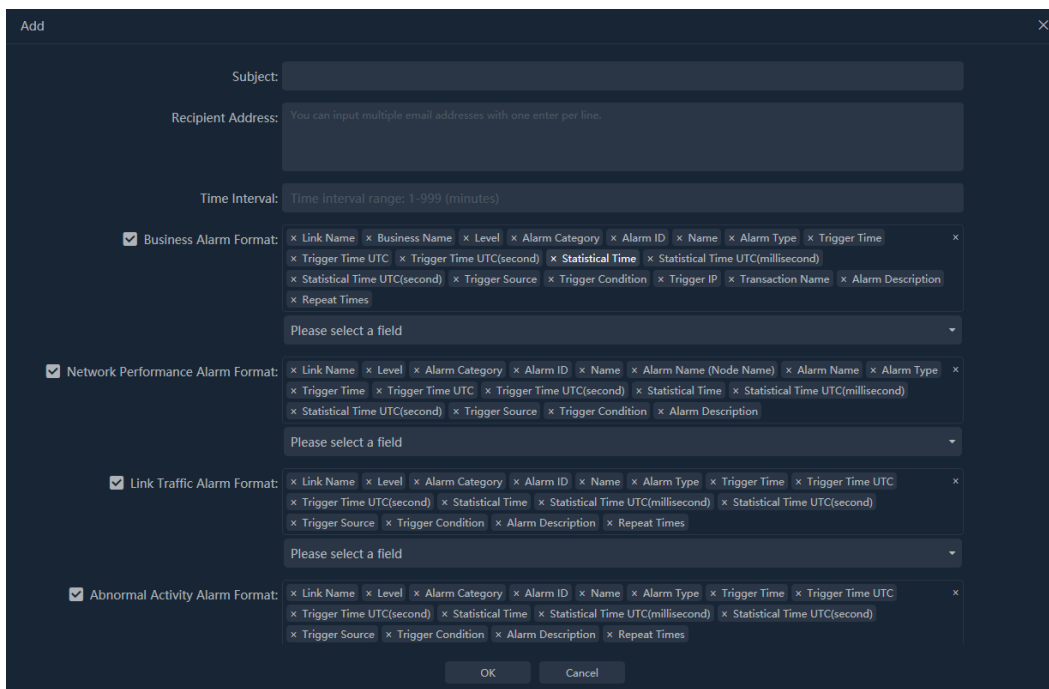 Add ×
Subject:
Recipient Address: You can input multiple email addresses with one enter per line.
Time Interval: Time interval range: 1-999 (minutes)
Business Alarm Format: × Link Name × Business Name × Level × Alarm Category × Alarm ID × Name × Alarm Type × Trigger Time ×
× Trigger Time UTC × Trigger Time UTC(second) × Statistical Time × Statistical Time UTC(millisecond)
× Statistical Time UTC(second) × Trigger Source × Trigger Condition × Trigger IP × Transaction Name × Alarm Description
× Repeat Times
Please select a field
Network Performance Alarm Format: × Link Name × Level × Alarm Category × Alarm ID × Name × Alarm Name (Node Name) × Alarm Name × Alarm Type ×
× Trigger Time × Trigger Time UTC × Trigger Time UTC(second) × Statistical Time × Statistical Time UTC(millisecond)
× Statistical Time UTC(second) × Trigger Source × Trigger Condition × Alarm Description
Please select a field
Link Traffic Alarm Format: × Link Name × Level × Alarm Category × Alarm ID × Name × Alarm Type × Trigger Time × Trigger Time UTC ×
× Trigger Time UTC(second) × Statistical Time × Statistical Time UTC(millisecond) × Statistical Time UTC(second)
× Trigger Source × Trigger Condition × Alarm Description × Repeat Times
Please select a field
Abnormal Activity Alarm Format: × Link Name × Level × Alarm Category × Alarm ID × Name × Alarm Type × Trigger Time × Trigger Time UTC ×
× Trigger Time UTC(second) × Statistical Time × Statistical Time UTC(millisecond) × Statistical Time UTC(second)
× Trigger Source × Trigger Condition × Alarm Description × Repeat Times
OK Cancel